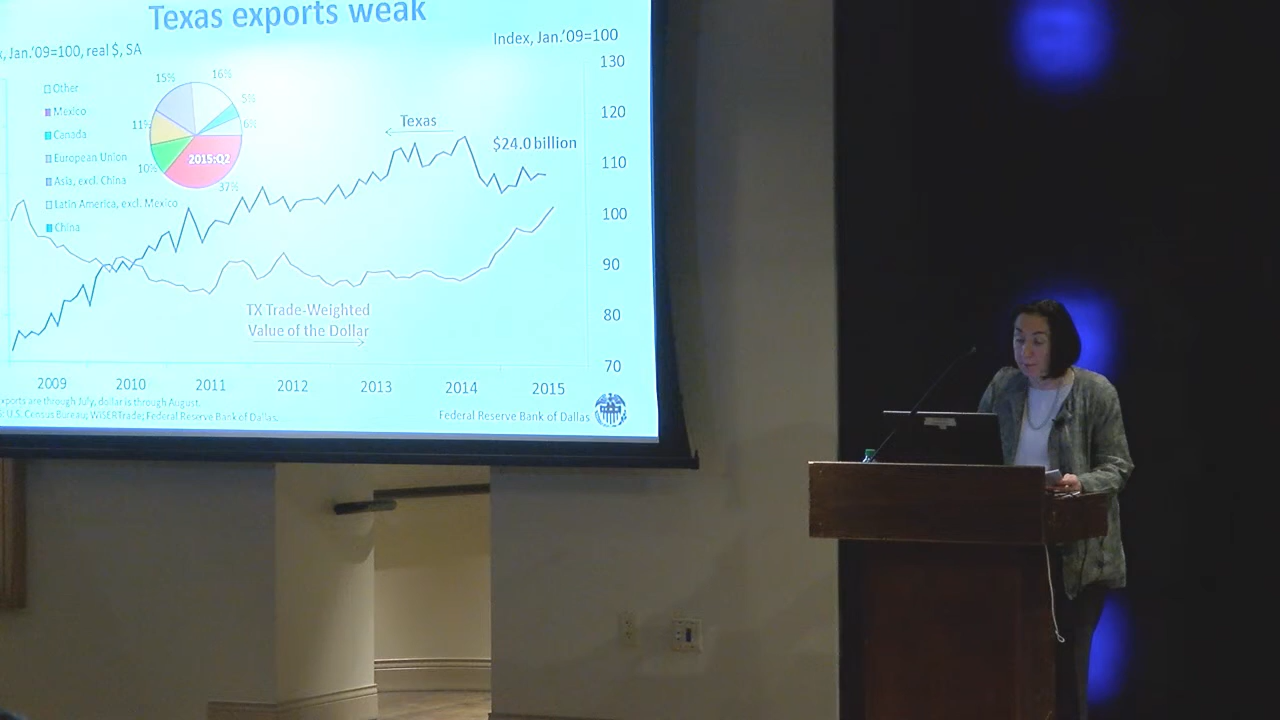 Texas exports weak
, Jan.'09=100, real $, SA
Index, Jan.'09=100
Other
Mexico
Canada
European Union
Asia, excl. China
Latin America, excl. Mexico
China
15%
16%
5%
6%
11%
10%
37%
2015:Q2
Texas
$24.0 billion
TX Trade-Weighted
Value of the Dollar
130
120
110
100
90
80
70
2009 2010 2011 2012 2013 2014 2015
xports are through July, dollar is through August.
: U.S. Census Bureau; WISERTrade; Federal Reserve Bank of Dallas.
Federal Reserve Bank of Dallas